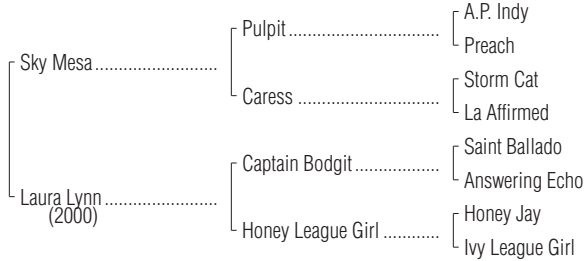 A.P. Indy
Pulpit
Preach
Sky Mesa
Storm Cat
Caress
La Affirmed
Saint Ballado
Captain Bodgit
Answering Echo
Laura Lynn
(2000)
Honey Jay
Honey League Girl
Ivy League Girl